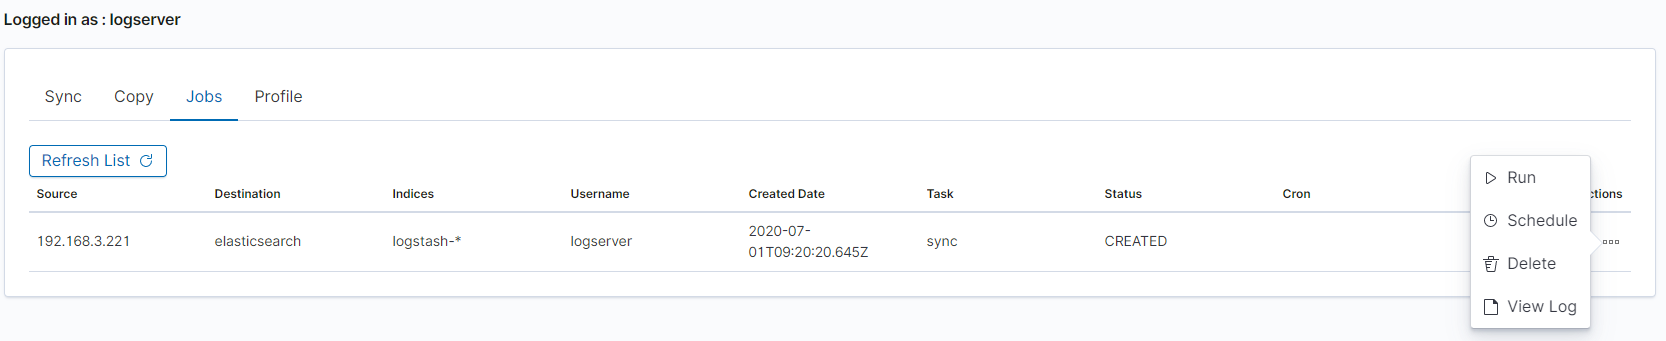 Logged in as : logserver
Sync Copy Jobs Profile
Refresh List
Source Destination Indices Username Created Date Task Status Cron ctions
192.168.3.221 elasticsearch logstash-* logserver 2020-07-
01T09:20:20.645Z sync CREATED
Run
Schedule
Delete
View Log